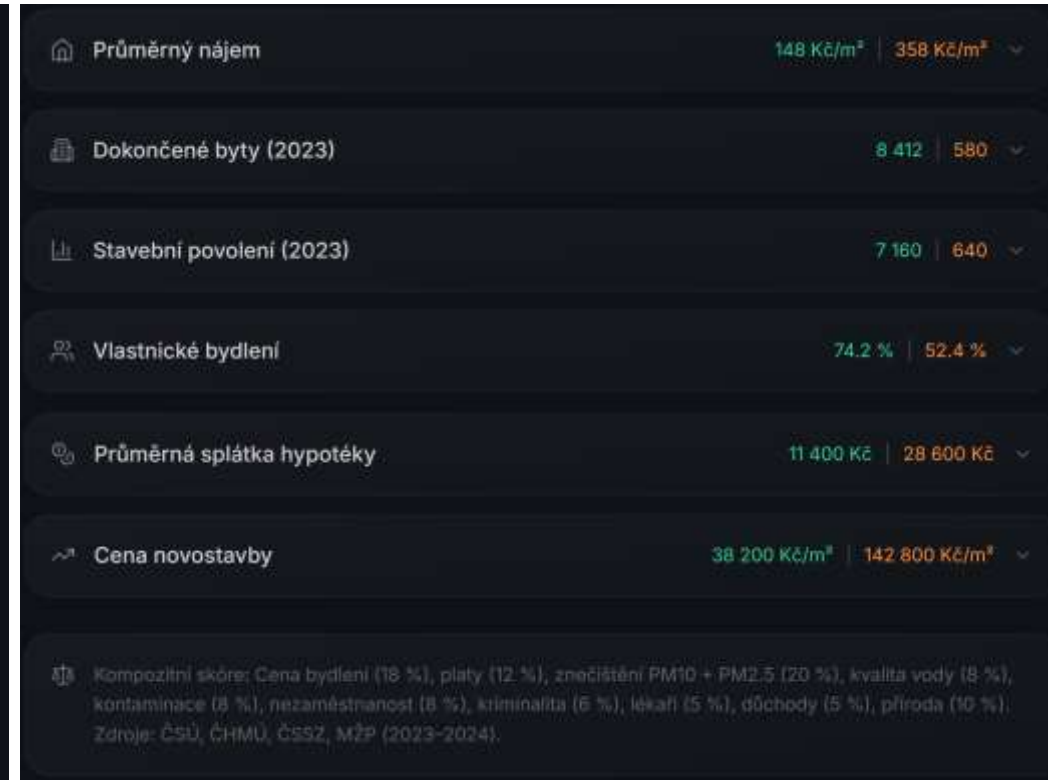 Průměrný nájem 148 Kč/m² | 358 Kč/m²
Dokončené byty (2023) 8 412 | 580
Stavební povolení (2023) 7 160 | 640
Vlastnické bydlení 74.2 % | 52.4 %
Průměrná splátka hypotéky 11 400 Kč | 28 600 Kč
Cena novostavby 38 200 Kč/m² | 142 800 Kč/m²
Kompozitní skóre: Cena bydlení (18 %), platy (12 %), znečištění PM10 + PM2.5 (20 %), kvalita vody (8 %),
kontaminace (8 %), nezaměstnanost (8 %), kriminalita (6 %), lékaři (5 %), důchody (5 %), příroda (10 %).
Zdroje: ČSÚ, ČHMÚ, ČSSZ, MŽP (2023–2024).